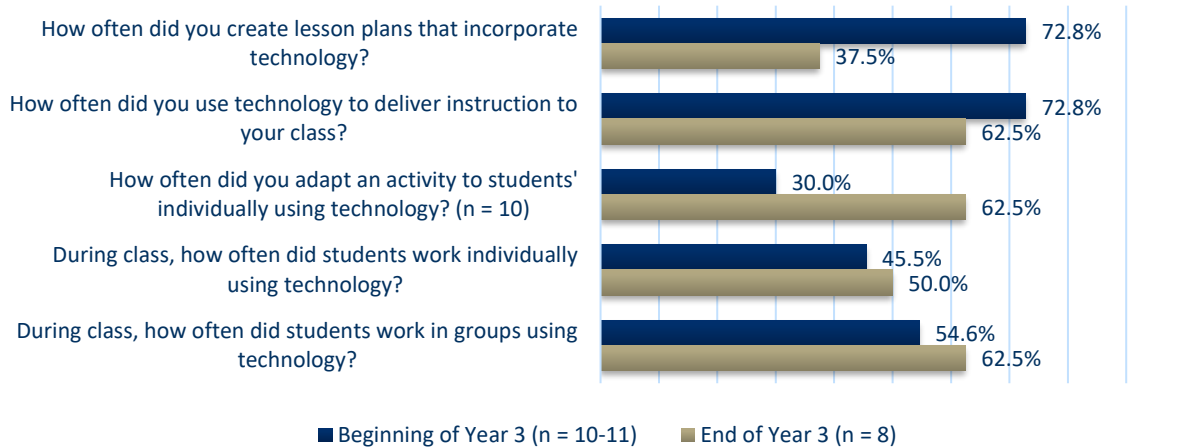 How often did you create lesson plans that incorporate
technology?
72.8%
37.5%
How often did you use technology to deliver instruction to
your class?
72.8%
62.5%
How often did you adapt an activity to students'
individually using technology? (n = 10)
30.0%
62.5%
During class, how often did students work individually
using technology?
45.5%
50.0%
During class, how often did students work in groups using
technology?
54.6%
62.5%
Beginning of Year 3 (n = 10-11) End of Year 3 (n = 8)